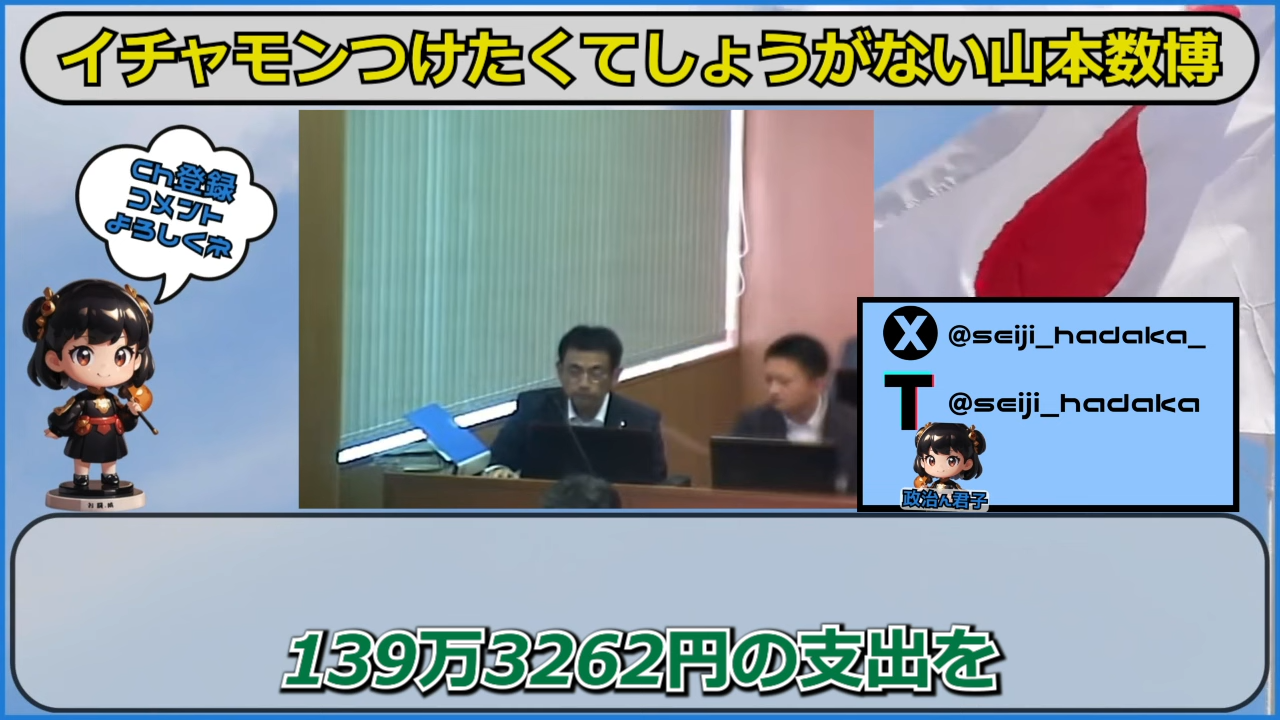 イチャモンつけたくてしょうがない山本数博
Ch登録
コメント
よろしくネ
@seiji_hadaka_
@seiji_hadaka
政治ん君子
139万3262円の支出を